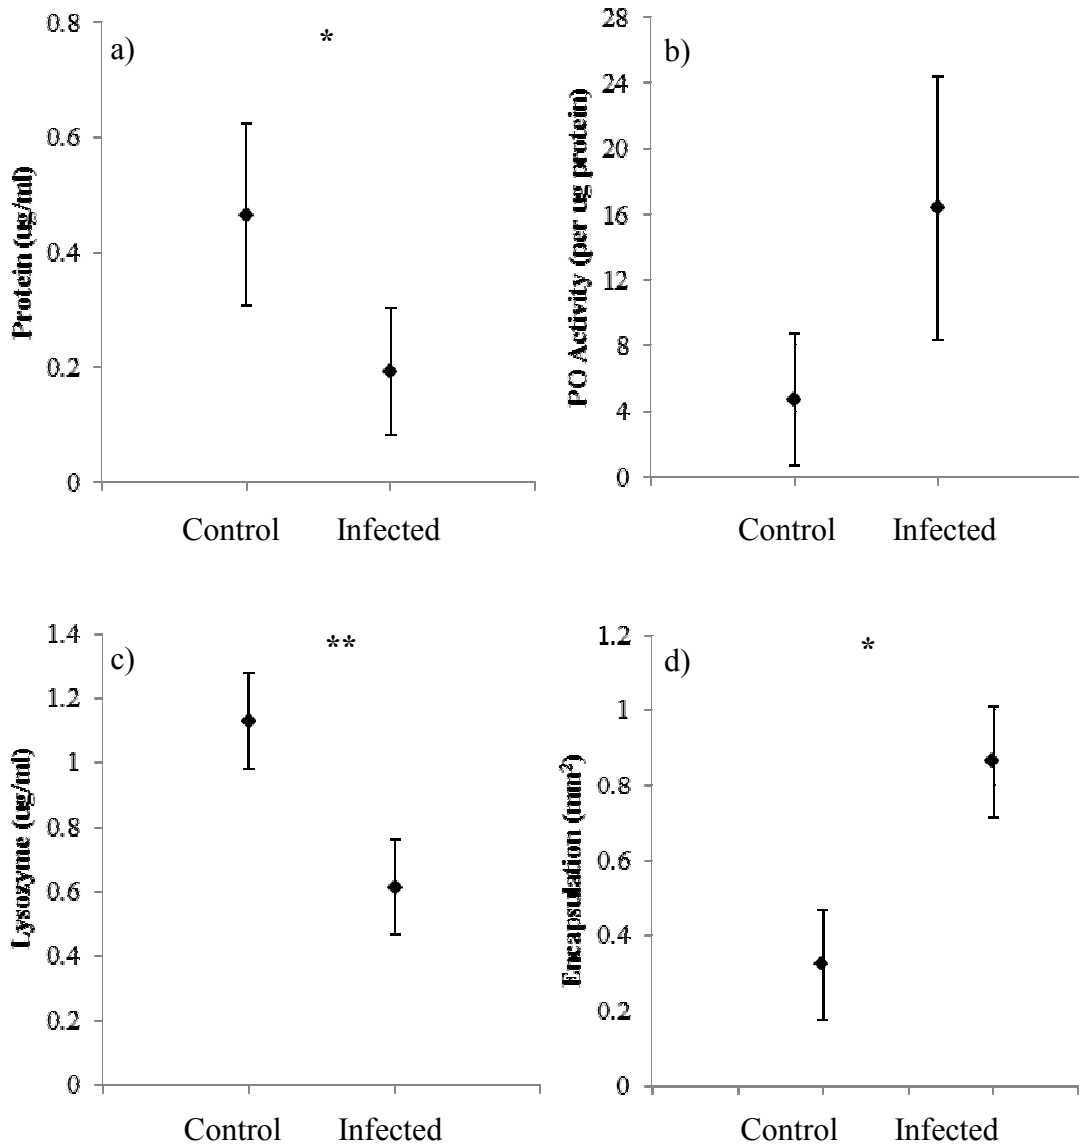 a)
*
Protein (ug/ml)
0.8
0.6
0.4
0.2
0
Control Infected
b)
PO Activity (per ug protein)
28
24
20
16
12
8
4
0
Control Infected
c)
**
Lysozyme (ug/ml)
1.4
1.2
1
0.8
0.6
0.4
0.2
0
Control Infected
d)
*
Encapsulation (mm²)
1.2
1
0.8
0.6
0.4
0.2
0
Control Infected